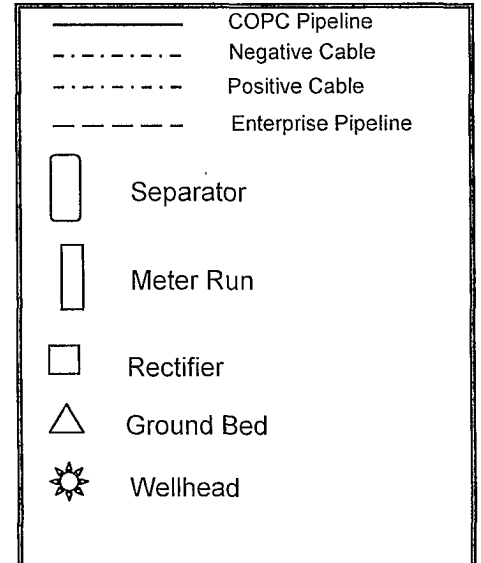 COPC Pipeline
Negative Cable
Positive Cable
Enterprise Pipeline
Separator
Meter Run
Rectifier
Ground Bed
Wellhead